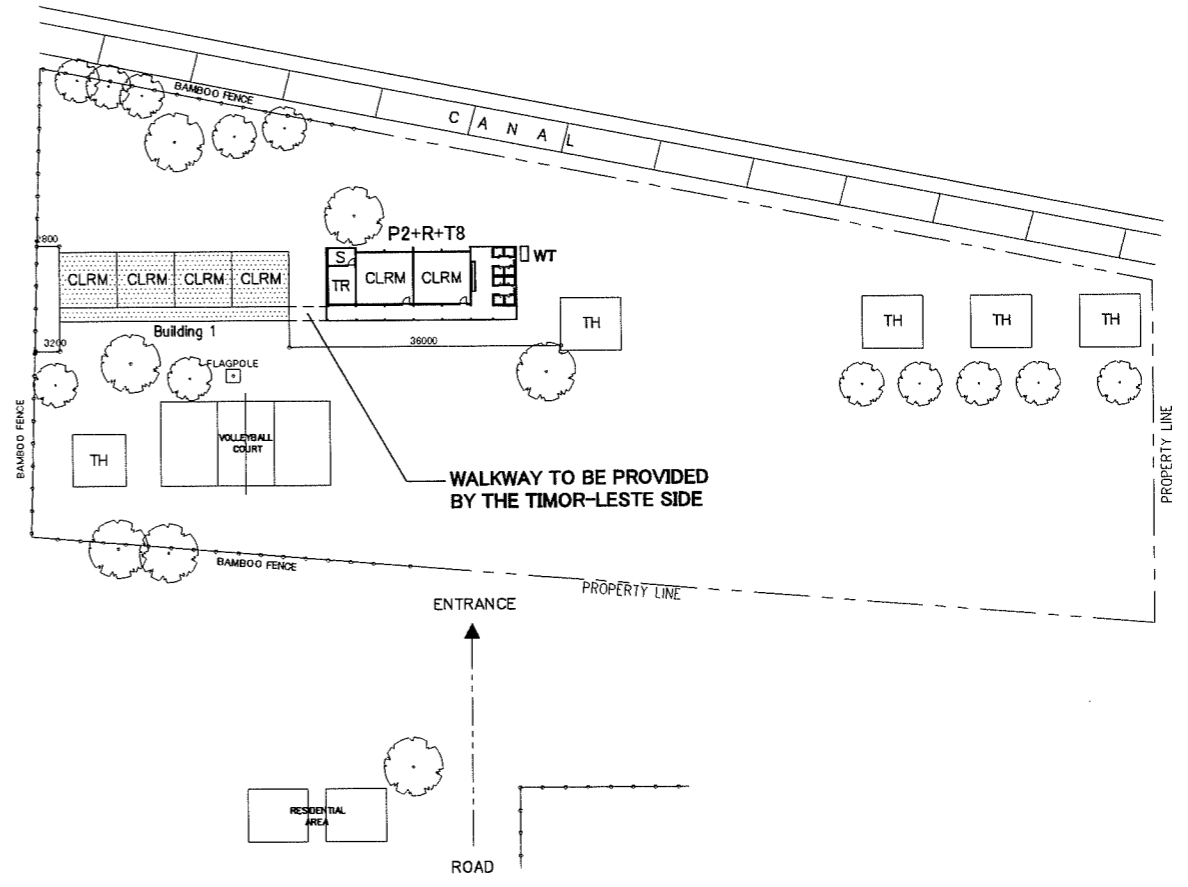 BAMBOO FENCE
C A N A L
P2+R+T8
2800
S
WT
CLRM CLRM CLRM CLRM
TR
CLRM CLRM
Building 1
3200
36000
TH
TH
TH
TH
FLAGPOLE
BAMBOO FENCE
VOLLEYBALL
COURT
TH
WALKWAY TO BE PROVIDED
BY THE TIMOR-LESTE SIDE
PROPERTY LINE
BAMBOO FENCE
PROPERTY LINE
ENTRANCE
RESIDENTIAL
AREA
ROAD